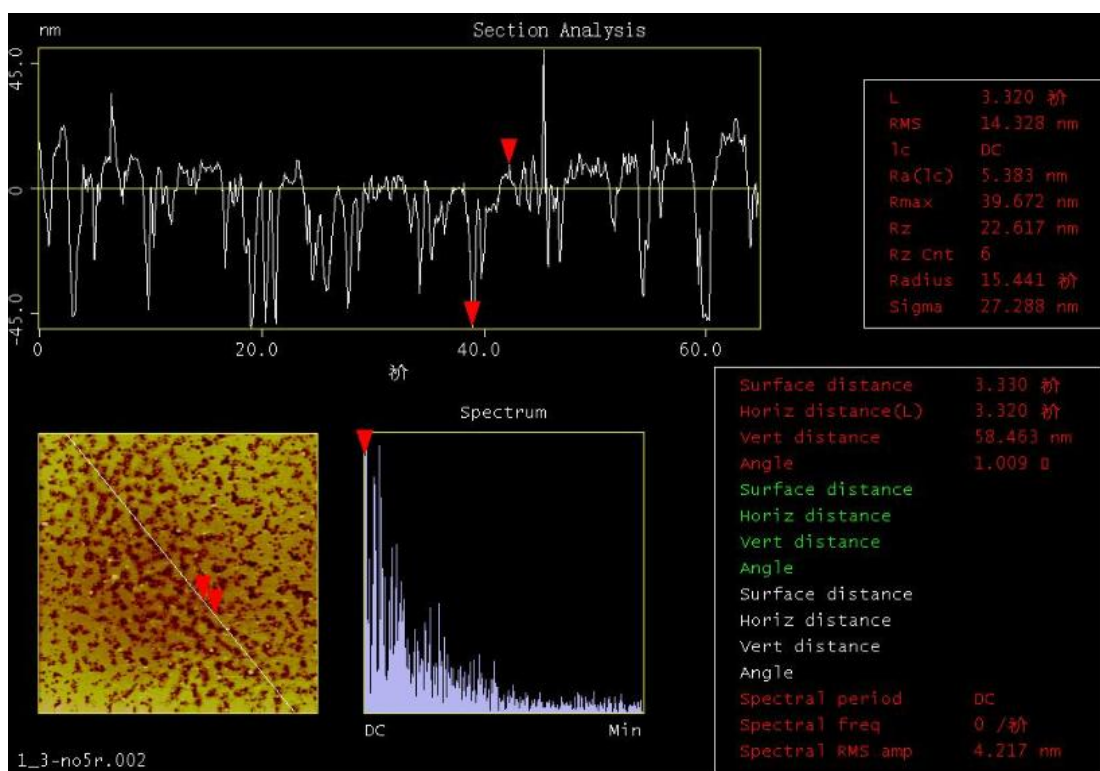 nm
Section Analysis
45.0
0
-45.0
0
20.0
40.0
60.0
祄
L 3.320 祄
RMS 14.328 nm
lc DC
Ra(lc) 5.383 nm
Rmax 39.672 nm
Rz 22.617 nm
Rz Cnt 6
Radius 15.441 祄
Sigma 27.288 nm
Surface distance 3.330 祄
Horiz distance(L) 3.320 祄
Vert distance 58.463 nm
Angle 1.009
Surface distance
Horiz distance
Vert distance
Angle
Surface distance
Horiz distance
Vert distance
Angle
Spectral period DC
Spectral freq 0 /祄
Spectral RMS amp 4.217 nm
Spectrum
DC
Min
1_3-no5r.002